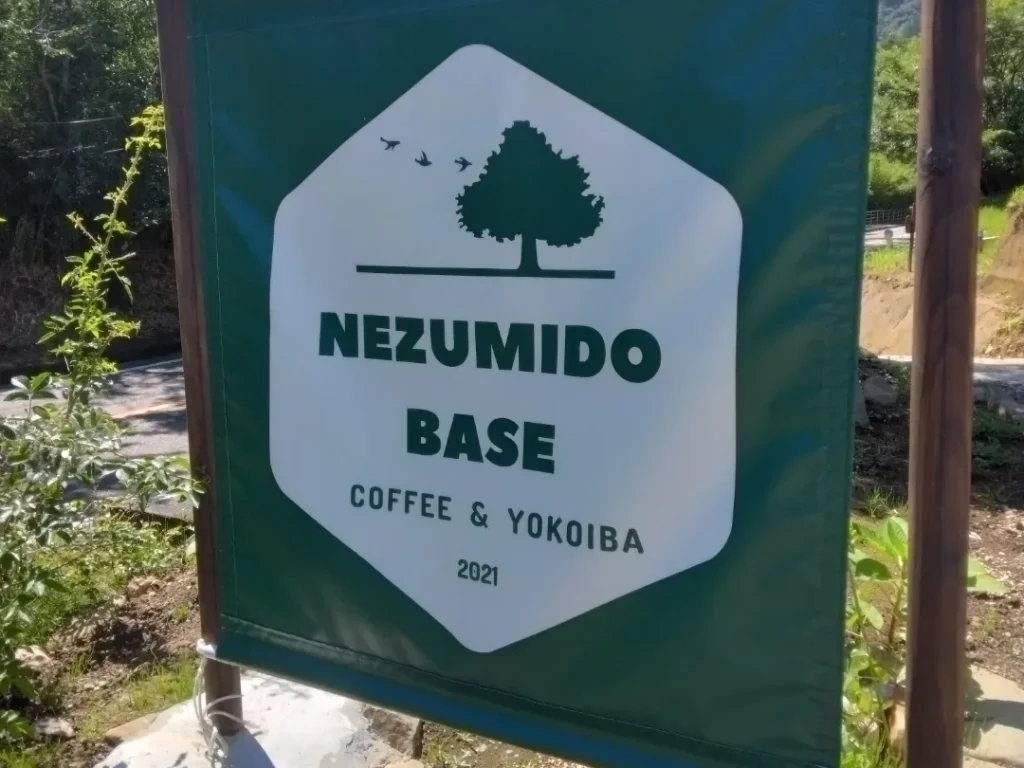 NEZUMIDO
BASE
COFFEE & YOKOIBA
2021